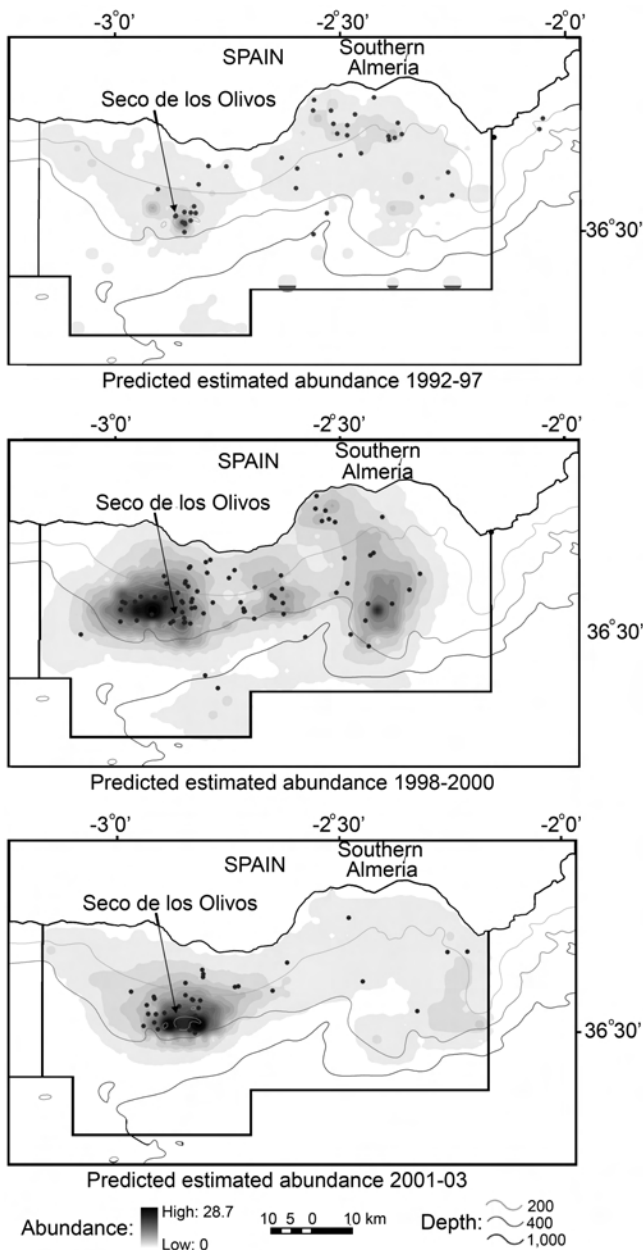 -3°0' -2°30' -2°0'
SPAIN
Southern
Almeria
Seco de los Olivos
36°30'
Predicted estimated abundance 1992-97
-3°0' -2°30' -2°0'
SPAIN
Southern
Almeria
Seco de los Olivos
36°30'
Predicted estimated abundance 1998-2000
-3°0' -2°30' -2°0'
SPAIN
Southern
Almeria
Seco de los Olivos
36°30'
Predicted estimated abundance 2001-03
Abundance: High: 28.7
Low: 0
10 5 0 10 km
Depth: 200
400
1,000